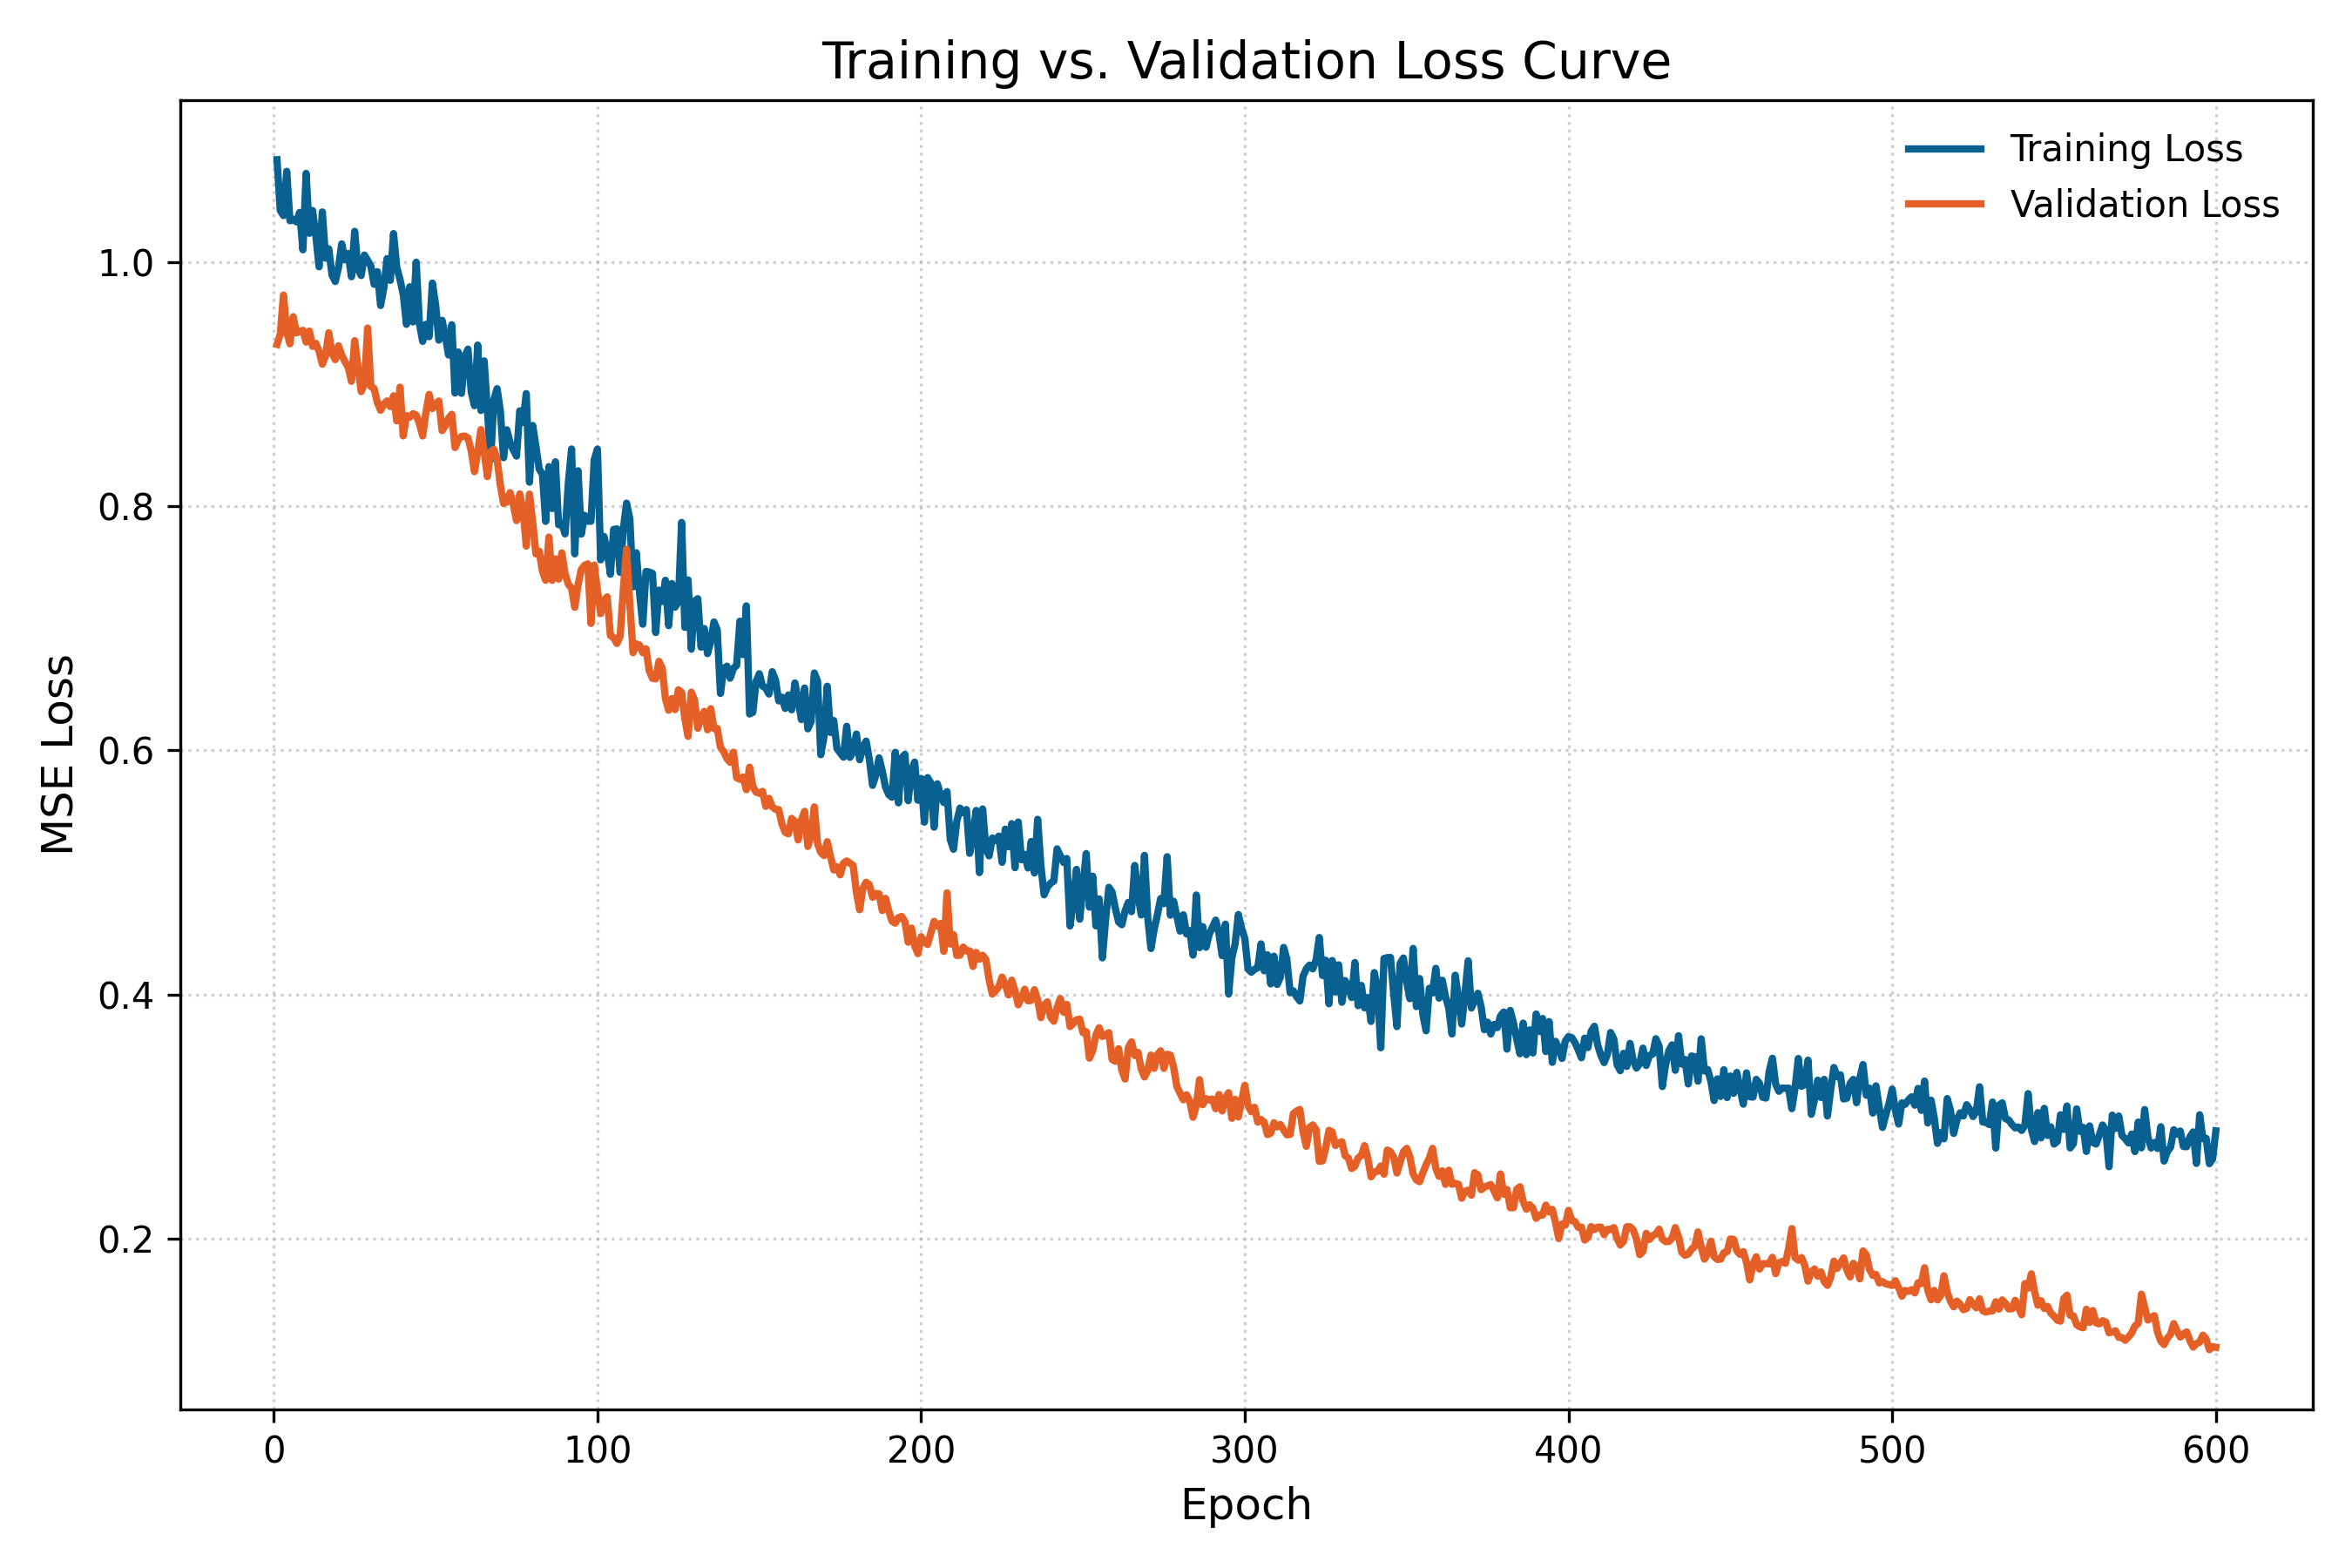 Training vs. Validation Loss Curve
Training Loss
Validation Loss
1.0
0.8
0.6
0.4
0.2
MSE Loss
0 100 200 300 400 500 600
Epoch